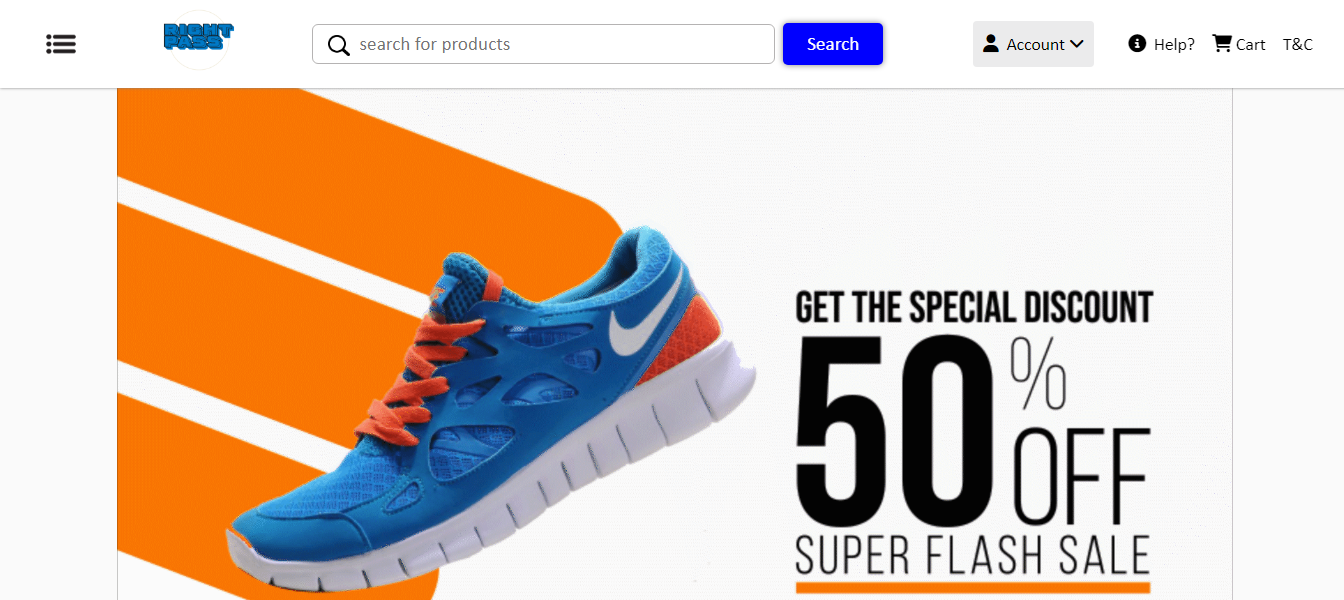 RIGHT
PASS
search for products
Search
Account
Help?
Cart
T&C
GET THE SPECIAL DISCOUNT
50% OFF
SUPER FLASH SALE